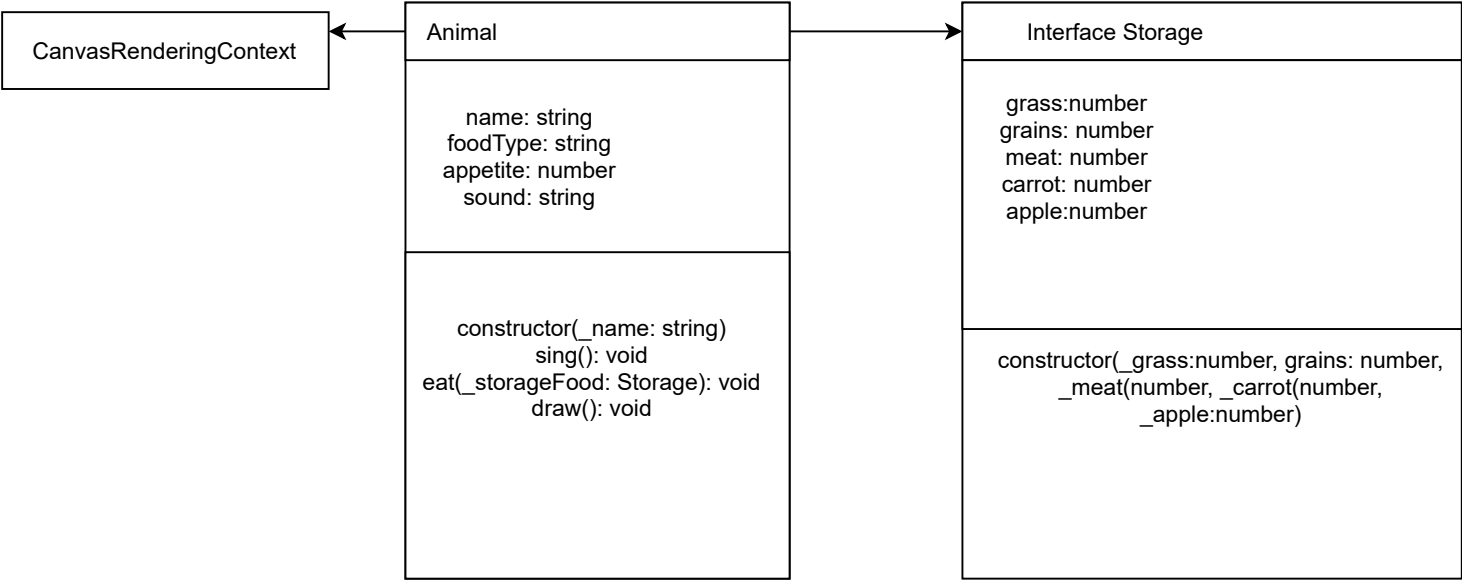 CanvasRenderingContext
Animal
name: string
foodType: string
appetite: number
sound: string
constructor(_name: string)
sing(): void
eat(_storageFood: Storage): void
draw(): void
Interface Storage
grass:number
grains: number
meat: number
carrot: number
apple:number
constructor(_grass:number, grains: number,
_meat(number, _carrot(number,
_apple:number)